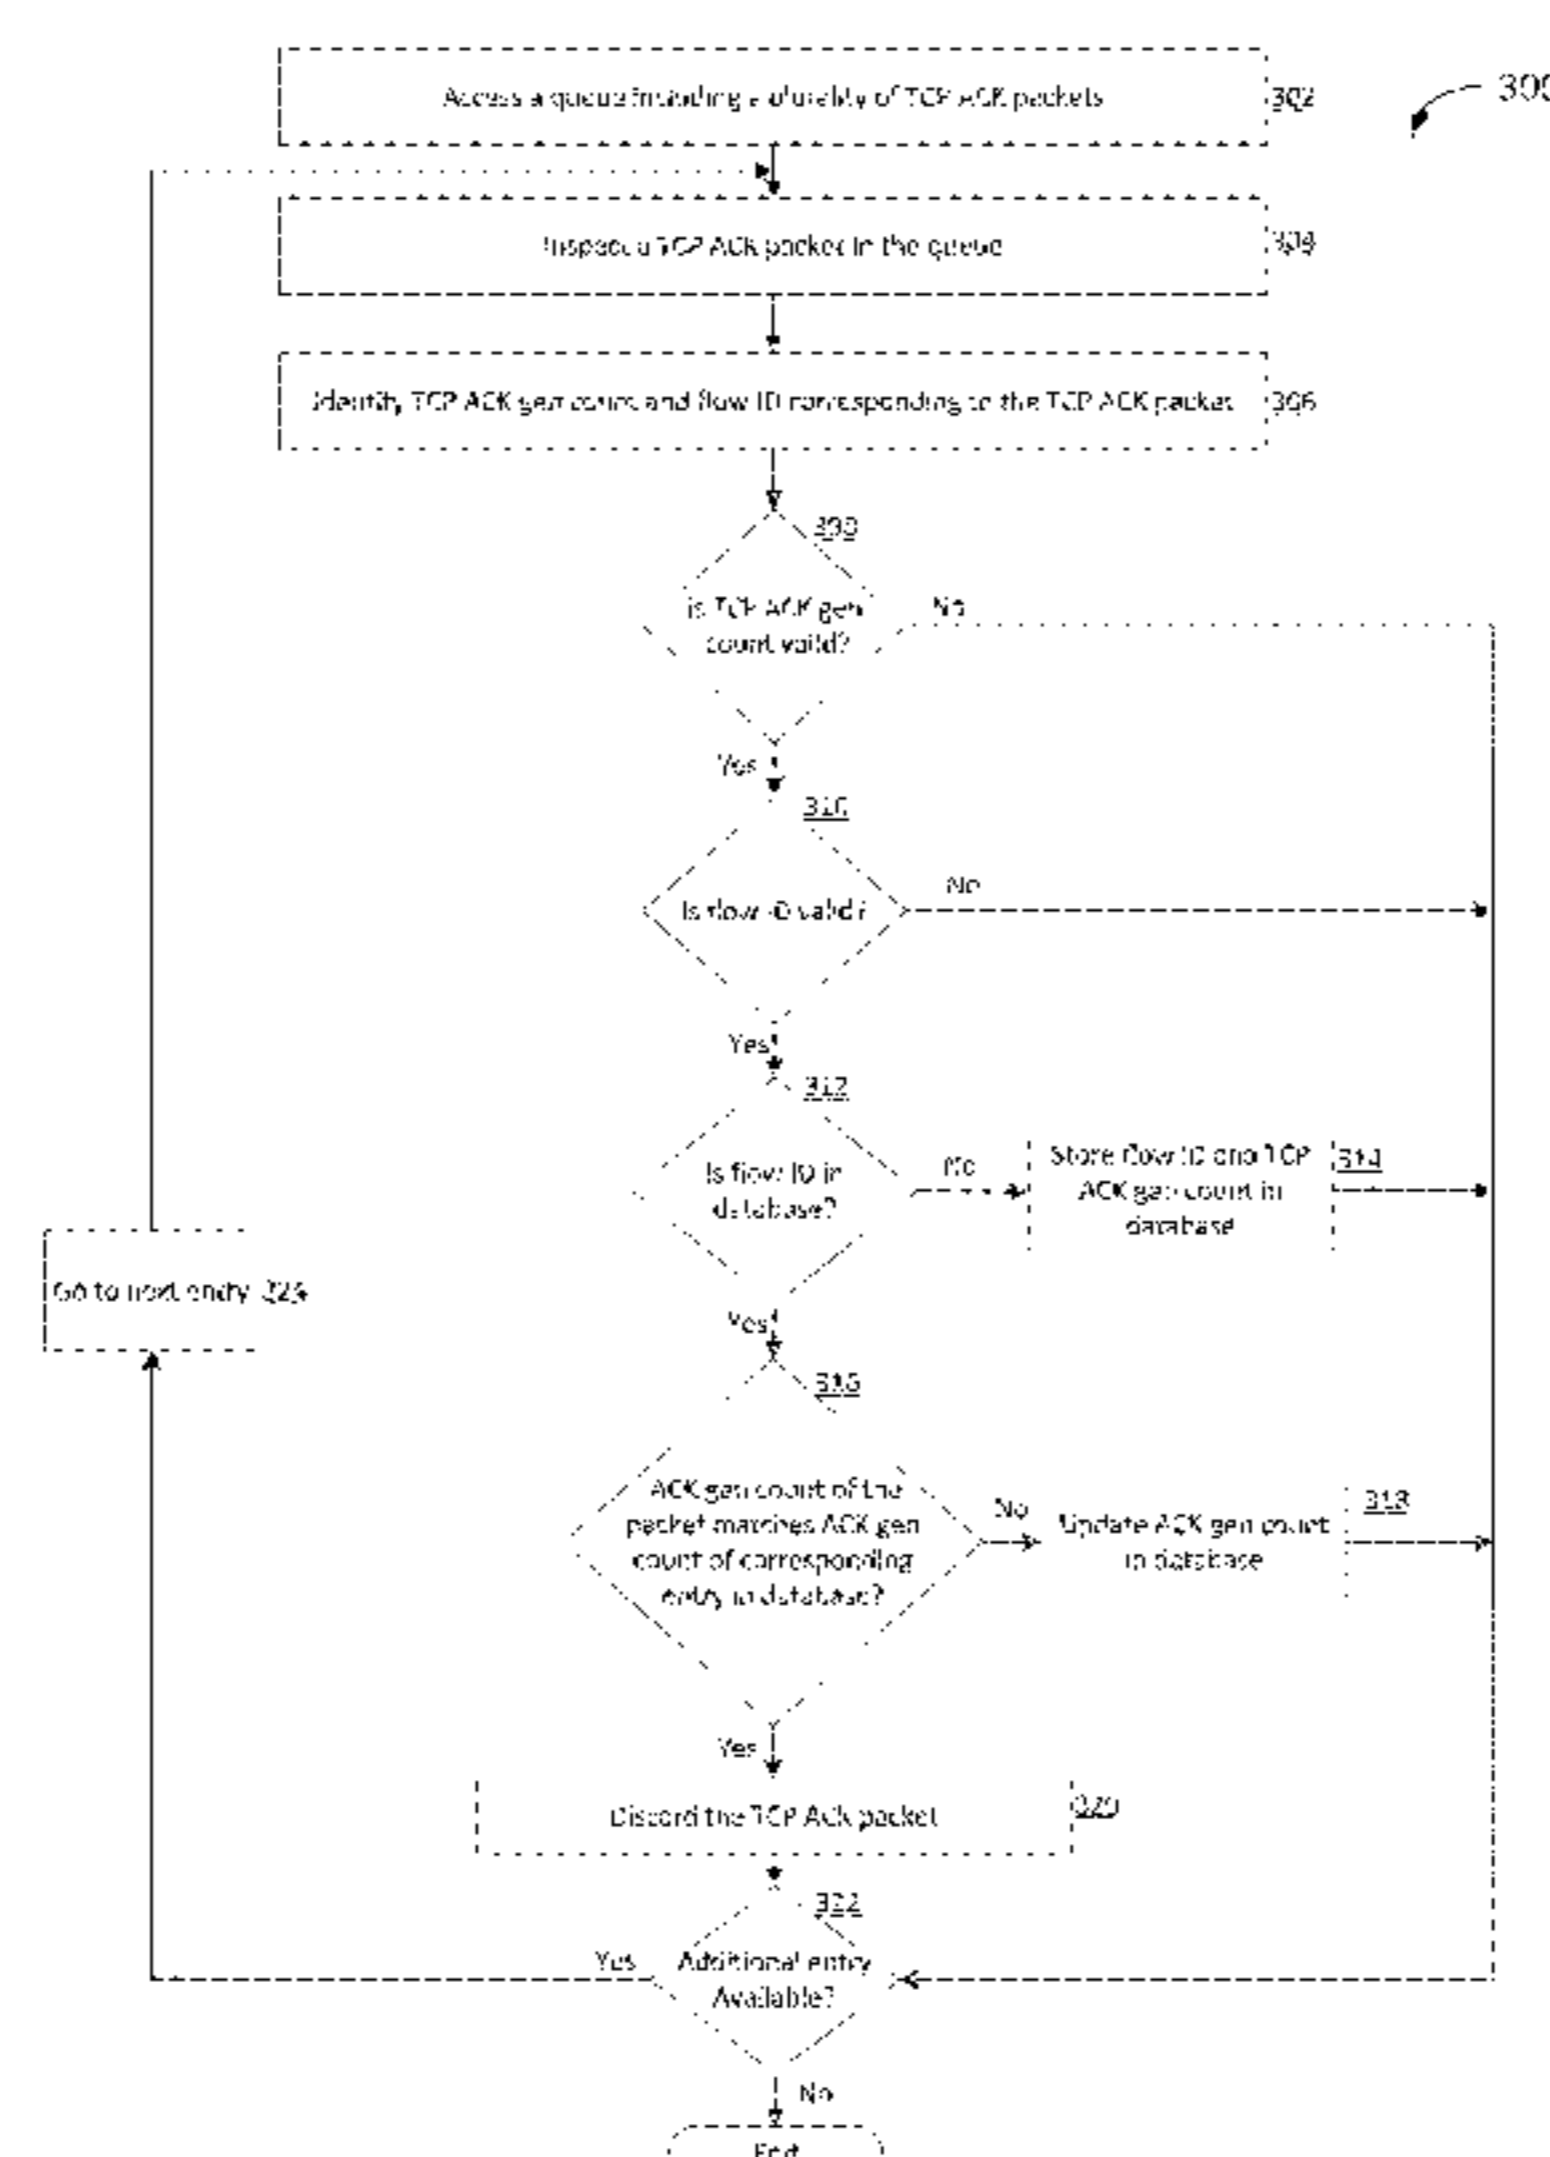 Access a queue including a plurality of TCP ACK packets 302
300
Inspect a TCP ACK packet in the queue 304
Identify TCP ACK gen count and flow ID corresponding to the TCP ACK packet 306
308
is TCP ACK gen
count valid?
No
Yes
310
Is flow ID valid?
No
Yes
312
Is flow ID in
database?
No
Store flow ID and TCP
ACK gen count in
database
314
Go to next entry 324
Yes
316
ACK gen count of the
packet matches ACK gen
count of corresponding
entry in database?
No
Update ACK gen count
in database
318
Yes
Discard the TCP ACK packet 320
322
Yes
Additional entry
Available?
No
End